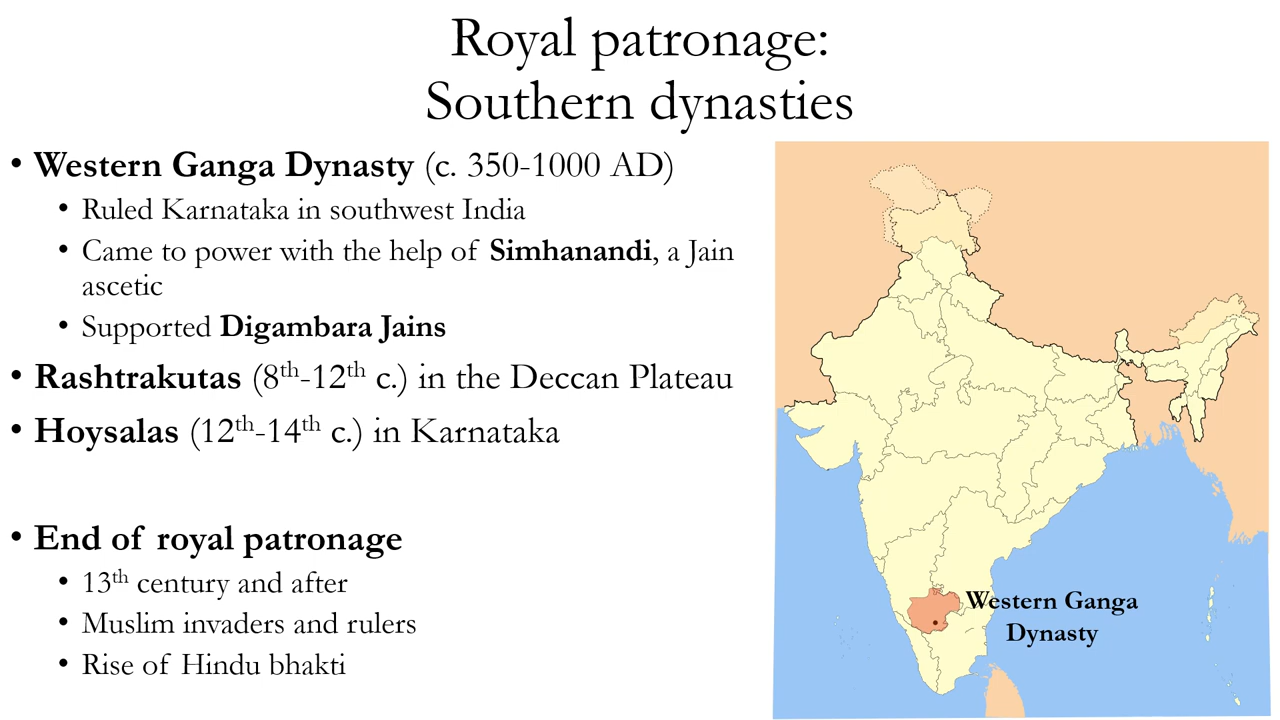 Royal patronage:
Southern dynasties
• Western Ganga Dynasty (c. 350-1000 AD)
• Ruled Karnataka in southwest India
• Came to power with the help of Simhanandi, a Jain
ascetic
• Supported Digambara Jains
• Rashtrakutas (8th-12th c.) in the Deccan Plateau
• Hoysalas (12th-14th c.) in Karnataka
• End of royal patronage
• 13th century and after
• Muslim invaders and rulers
• Rise of Hindu bhakti
Western Ganga
Dynasty